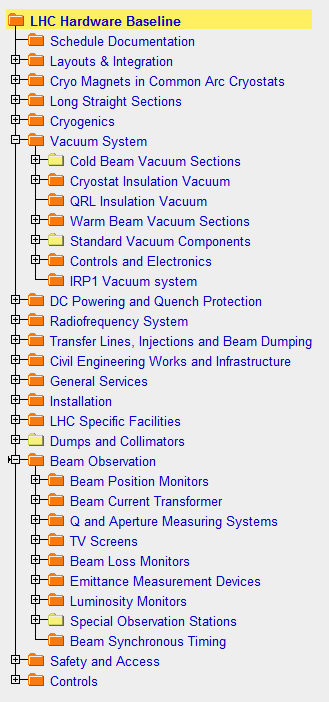 LHC Hardware Baseline
Schedule Documentation
Layouts & Integration
Cryo Magnets in Common Arc Cryostats
Long Straight Sections
Cryogenics
Vacuum System
Cold Beam Vacuum Sections
Cryostat Insulation Vacuum
QRL Insulation Vacuum
Warm Beam Vacuum Sections
Standard Vacuum Components
Controls and Electronics
IRP1 Vacuum system
DC Powering and Quench Protection
Radiofrequency System
Transfer Lines, Injections and Beam Dumping
Civil Engineering Works and Infrastructure
General Services
Installation
LHC Specific Facilities
Dumps and Collimators
Beam Observation
Beam Position Monitors
Beam Current Transformer
Q and Aperture Measuring Systems
TV Screens
Beam Loss Monitors
Emittance Measurement Devices
Luminosity Monitors
Special Observation Stations
Beam Synchronous Timing
Safety and Access
Controls